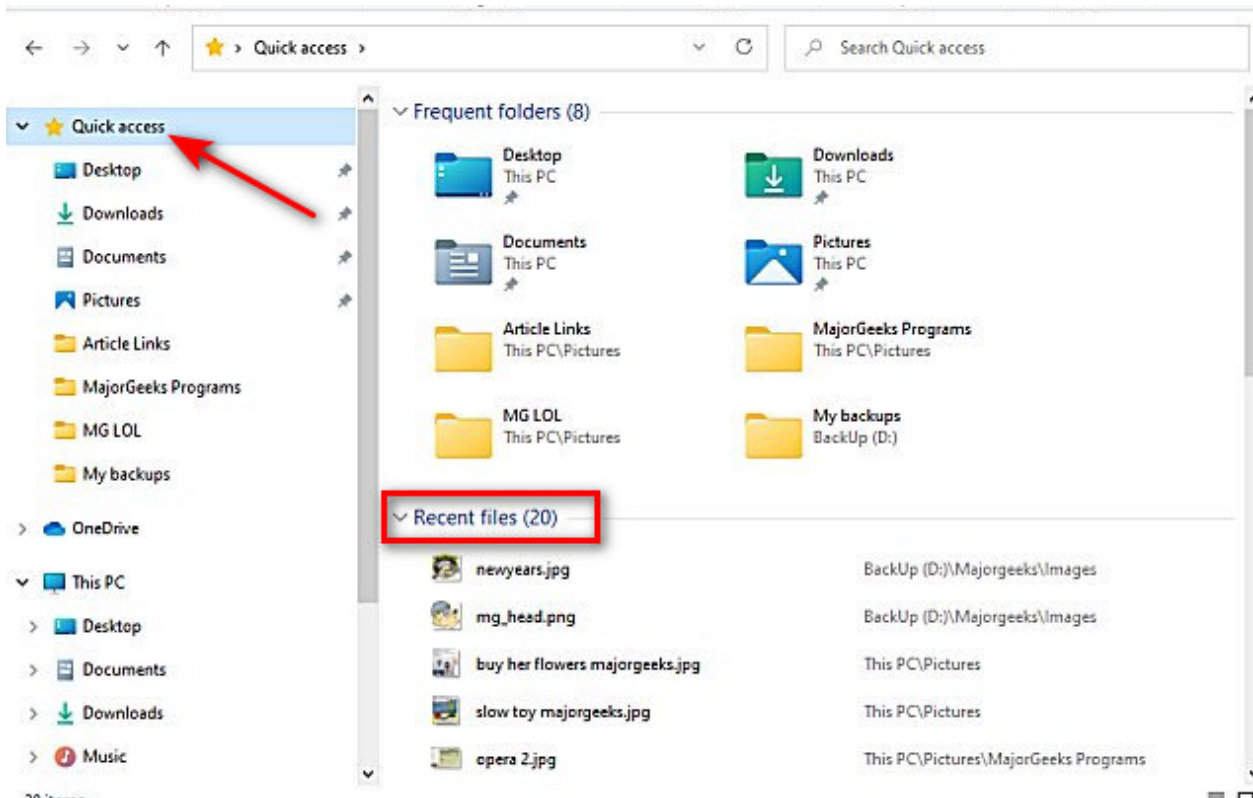 Quick access
Search Quick access
Quick access
Desktop
Downloads
Documents
Pictures
Article Links
MajorGeeks Programs
MG LOL
My backups
OneDrive
This PC
Desktop
Documents
Downloads
Music
Frequent folders (8)
Desktop
This PC
Downloads
This PC
Documents
This PC
Pictures
This PC
Article Links
This PC\Pictures
MajorGeeks Programs
This PC\Pictures
MG LOL
This PC\Pictures
My backups
BackUp (D:)
Recent files (20)
newyears.jpg BackUp (D:)\Majorgeeks\Images
mg_head.png BackUp (D:)\Majorgeeks\Images
buy her flowers majorgeeks.jpg This PC\Pictures
slow toy majorgeeks.jpg This PC\Pictures
opera 2.jpg This PC\Pictures\MajorGeeks Programs